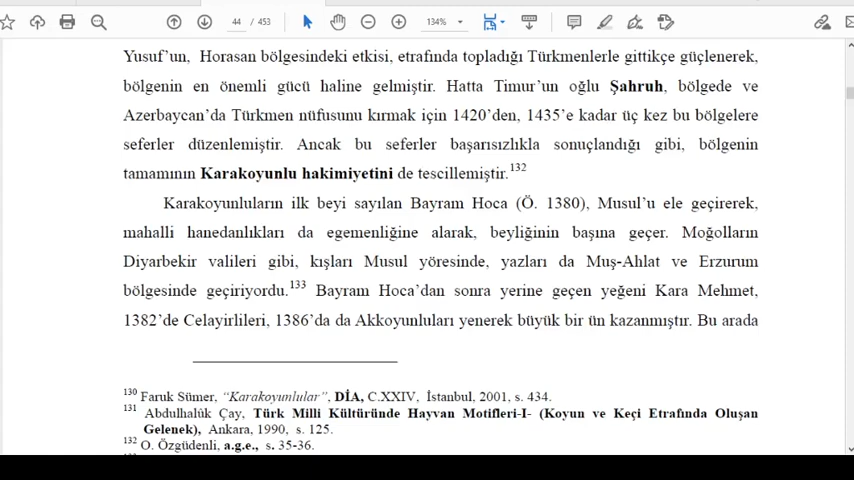 44 / 453
134%
Yusuf’un, Horasan bölgesindeki etkisi, etrafında topladığı Türkmenlerle gittikçe güçlenerek,
bölgenin en önemli gücü haline gelmiştir. Hatta Timur’un oğlu Şahruh, bölgede ve
Azerbaycan’da Türkmen nüfusunu kırmak için 1420’den, 1435’e kadar üç kez bu bölgelere
seferler düzenlemiştir. Ancak bu seferler başarısızlıkla sonuçlandığı gibi, bölgenin
tamamının Karakoyunlu hakimiyetini de tescillemiştir.132
Karakoyunluların ilk beyi sayılan Bayram Hoca (Ö. 1380), Musul’u ele geçirerek,
mahalli hanedanlıkları da egemenliğine alarak, beyliğinin başına geçer. Moğolların
Diyarbekir valileri gibi, kışları Musul yöresinde, yazları da Muş-Ahlat ve Erzurum
bölgesinde geçiriyordu.133 Bayram Hoca’dan sonra yerine geçen yeğeni Kara Mehmet,
1382’de Celayirlileri, 1386’da da Akkoyunluları yenerek büyük bir ün kazanmıştır. Bu arada
130 Faruk Sümer, “Karakoyunlular”, DİA, C.XXIV, İstanbul, 2001, s. 434.
131 Abdulhalûk Çay, Türk Milli Kültüründe Hayvan Motifleri-I- (Koyun ve Keçi Etrafında Oluşan
Gelenek), Ankara, 1990, s. 125.
132 O. Özgüdenli, a.g.e., s. 35-36.